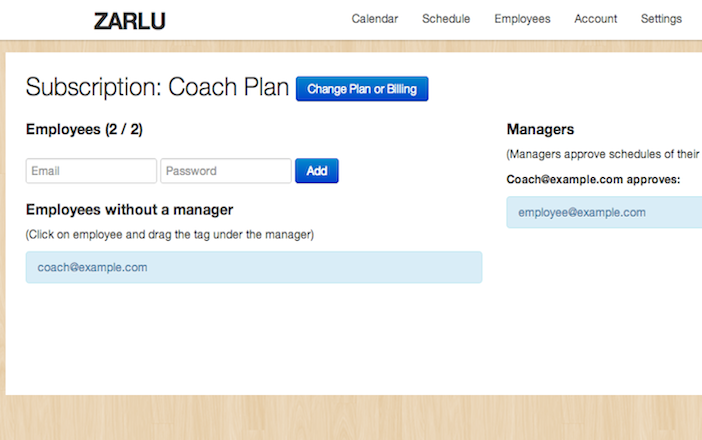 ZARLU
Calendar Schedule Employees Account Settings
Subscription: Coach Plan
Change Plan or Billing
Employees (2 / 2)
Email
Password
Add
Employees without a manager
(Click on employee and drag the tag under the manager)
coach@example.com
Managers
(Managers approve schedules of their
Coach@example.com approves:
employee@example.com